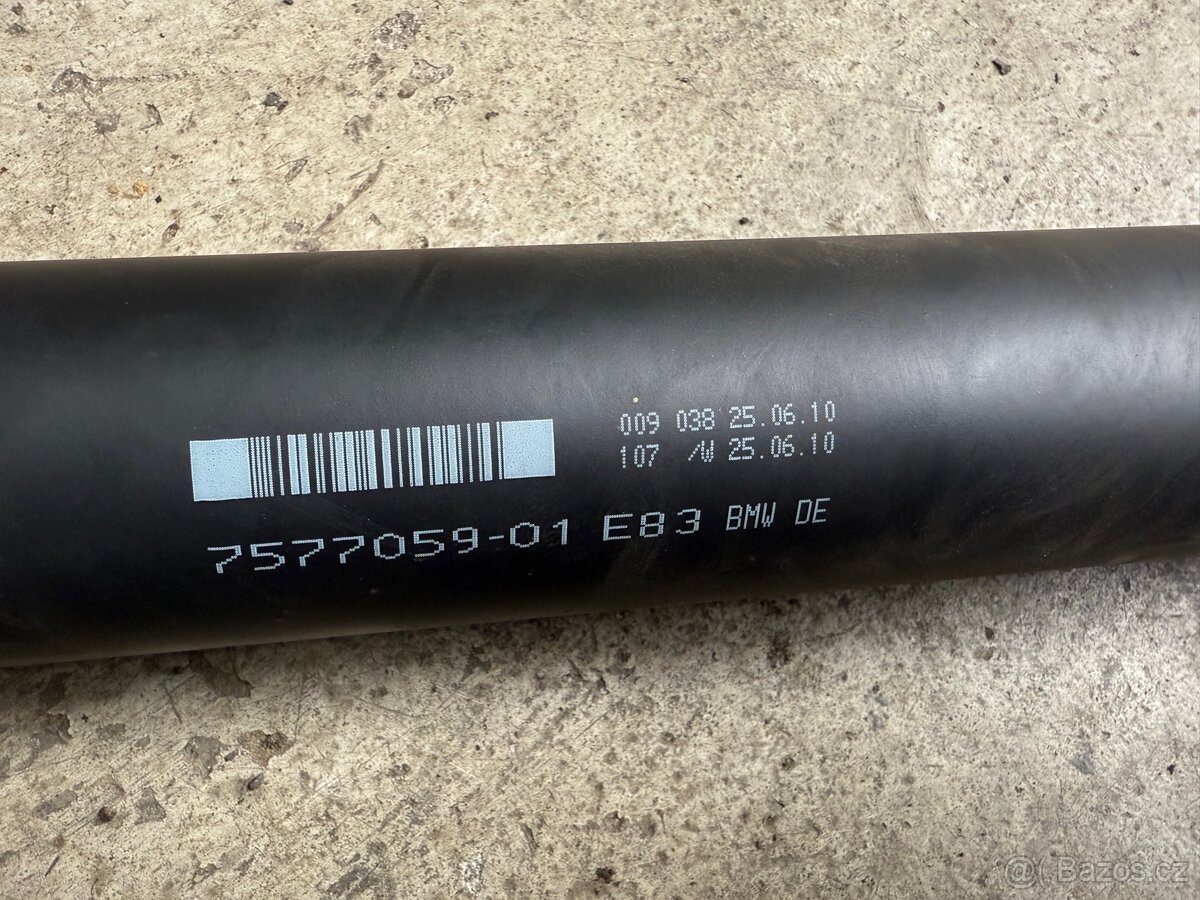 009 038 25.06.10
107 /W 25.06.10
7577059-01 E83 BMW DE
@(. Bazos.cz